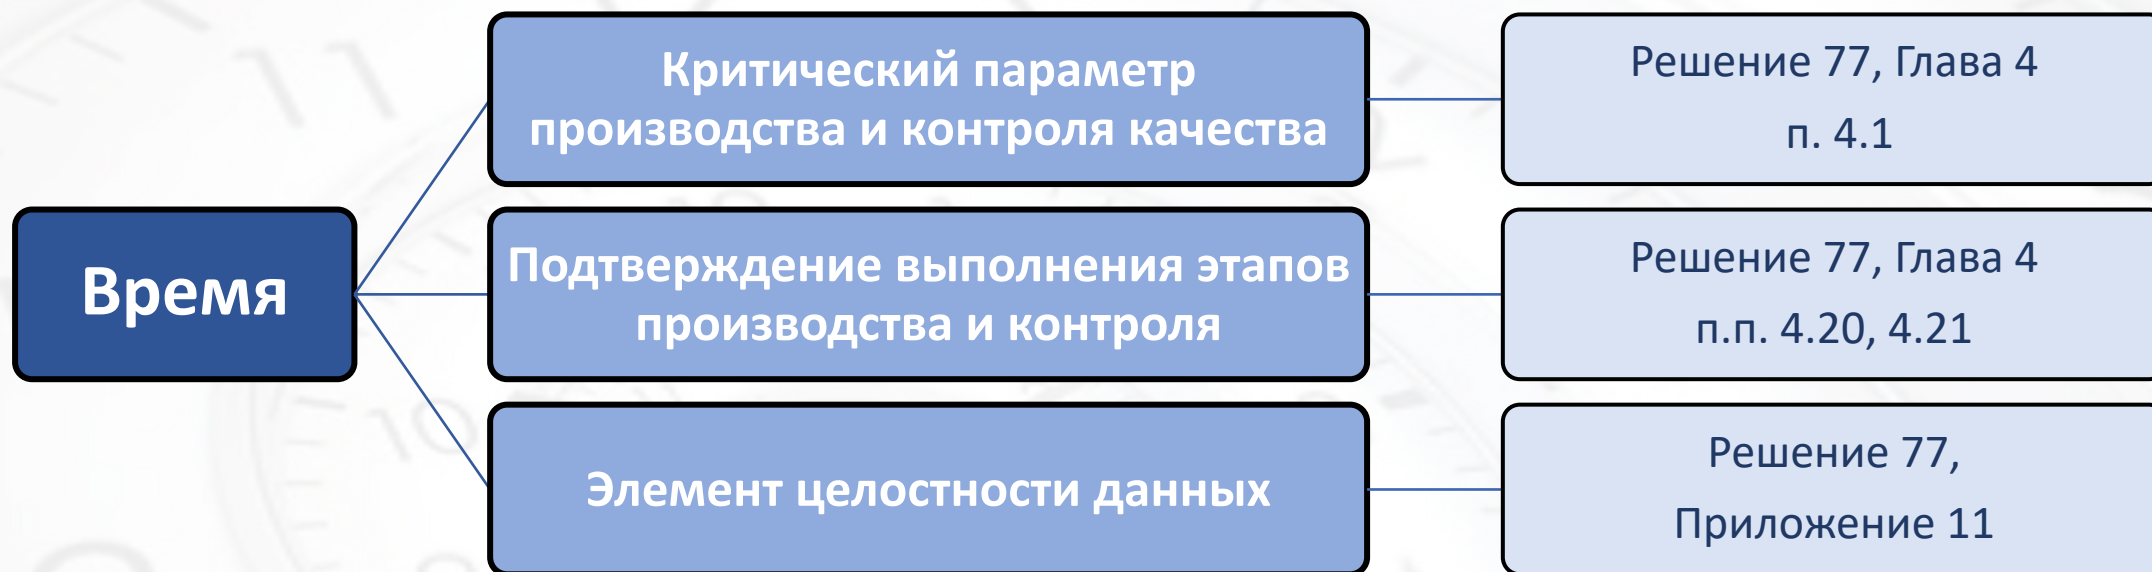 Время
Критический параметр
производства и контроля качества
Решение 77, Глава 4
п. 4.1
Подтверждение выполнения этапов
производства и контроля
Решение 77, Глава 4
п.п. 4.20, 4.21
Элемент целостности данных
Решение 77,
Приложение 11